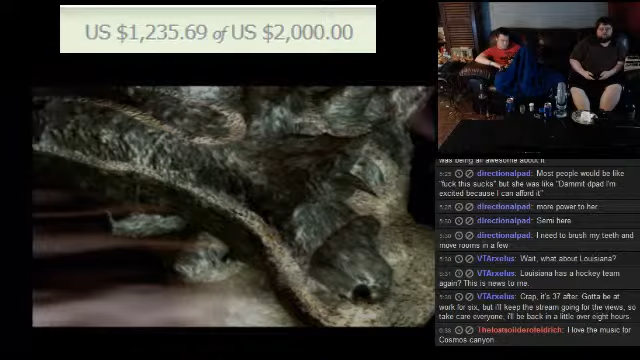 US $1,235.69 of US $2,000.00
was being all awesome about it
5:25 directionalpad: Most people would be like
"fuck this sucks" but she was like "Dammit dpad I'm
excited because I can afford it"
directionalpad: more power to her.
directionalpad: Semi here.
directionalpad: I need to brush my teeth and
move rooms in a few
VTArxelus: Wait, what about Louisiana?
VTArxelus: Louisiana has a hockey team
again? This is news to me.
VTArxelus: Crap, it's 37 after. Gotta be at
work for six, but i'll keep the stream going for the views, so
take care everyone, i'll be back in a little over eight hours.
I love the music for
Cosmos canyon